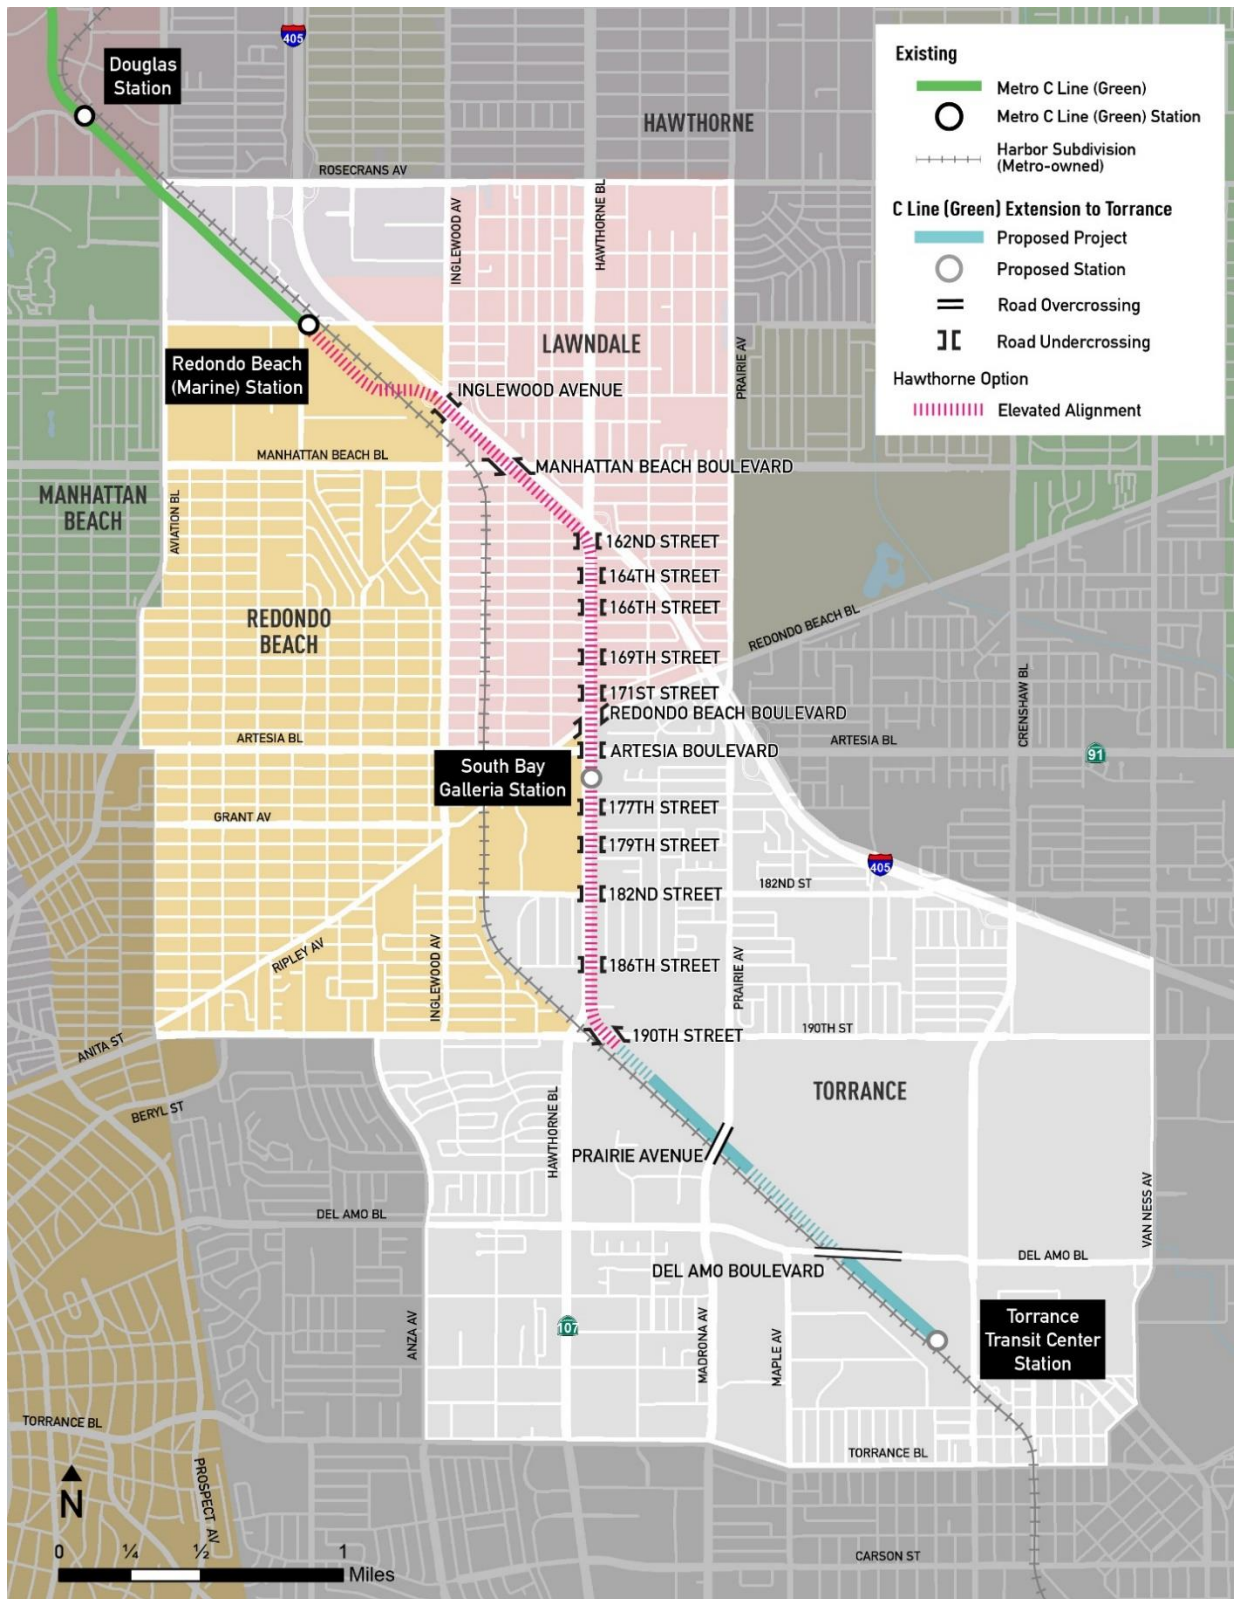 405
Douglas
Station
HAWTHORNE
Existing
Metro C Line (Green)
Metro C Line (Green) Station
Harbor Subdivision
(Metro-owned)
C Line (Green) Extension to Torrance
Proposed Project
Proposed Station
Road Overcrossing
Road Undercrossing
Hawthorne Option
Elevated Alignment
ROSECRANS AV
INGLEWOOD AV
HAWTHORNE BL
LAWNDALE
PRAIRIE AV
Redondo Beach
(Marine) Station
INGLEWOOD AVENUE
MANHATTAN BEACH BL
MANHATTAN BEACH BOULEVARD
MANHATTAN
BEACH
AVIATION BL
162ND STREET
164TH STREET
166TH STREET
REDONDO
BEACH
REDONDO BEACH BL
169TH STREET
171ST STREET
REDONDO BEACH BOULEVARD
CRENSHAW BL
ARTESIA BL
ARTESIA BOULEVARD
ARTESIA BL
91
South Bay
Galleria Station
177TH STREET
GRANT AV
179TH STREET
405
182ND STREET
182ND ST
RIPLEY AV
INGLEWOOD AV
186TH STREET
PRAIRIE AV
190TH STREET
190TH ST
ANITA ST
BERYL ST
HAWTHORNE BL
TORRANCE
PRAIRIE AVENUE
VAN NESS AV
DEL AMO BL
DEL AMO BOULEVARD
DEL AMO BL
ANZA AV
107
MADRONA AV
MAPLE AV
Torrance
Transit Center
Station
TORRANCE BL
PROSPECT AV
TORRANCE BL
N
0 ¼ ½ 1
Miles
CARSON ST